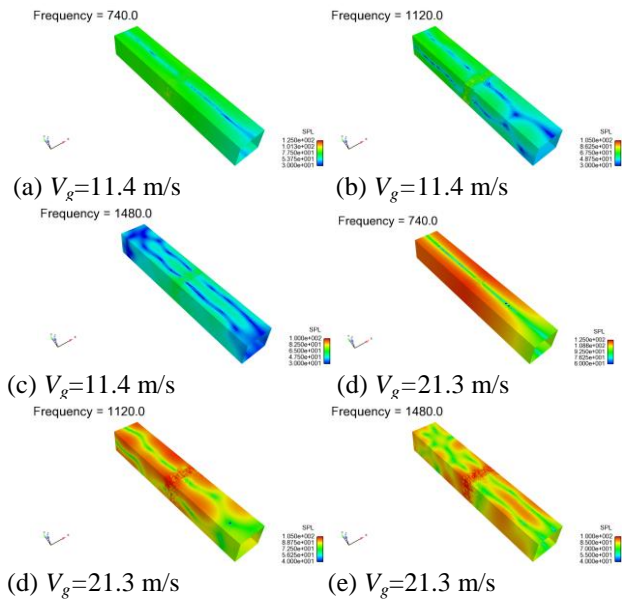 Frequency = 740.0
SPL
1.250e+002
1.013e+002
7.750e+001
5.375e+001
3.000e+001
(a) Vg=11.4 m/s
Frequency = 1120.0
SPL
1.050e+002
8.625e+001
6.750e+001
4.875e+001
3.000e+001
(b) Vg=11.4 m/s
Frequency = 1480.0
SPL
1.000e+002
8.250e+001
6.500e+001
4.750e+001
3.000e+001
(c) Vg=11.4 m/s
Frequency = 740.0
SPL
1.250e+002
1.088e+002
9.250e+001
7.625e+001
6.000e+001
(d) Vg=21.3 m/s
Frequency = 1120.0
SPL
1.050e+002
8.875e+001
7.250e+001
5.625e+001
4.000e+001
(d) Vg=21.3 m/s
Frequency = 1480.0
SPL
1.000e+002
8.500e+001
7.000e+001
5.500e+001
4.000e+001
(e) Vg=21.3 m/s